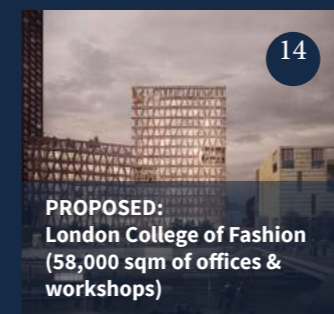 14
PROPOSED:
London College of Fashion
(58,000 sqm of offices &
workshops)